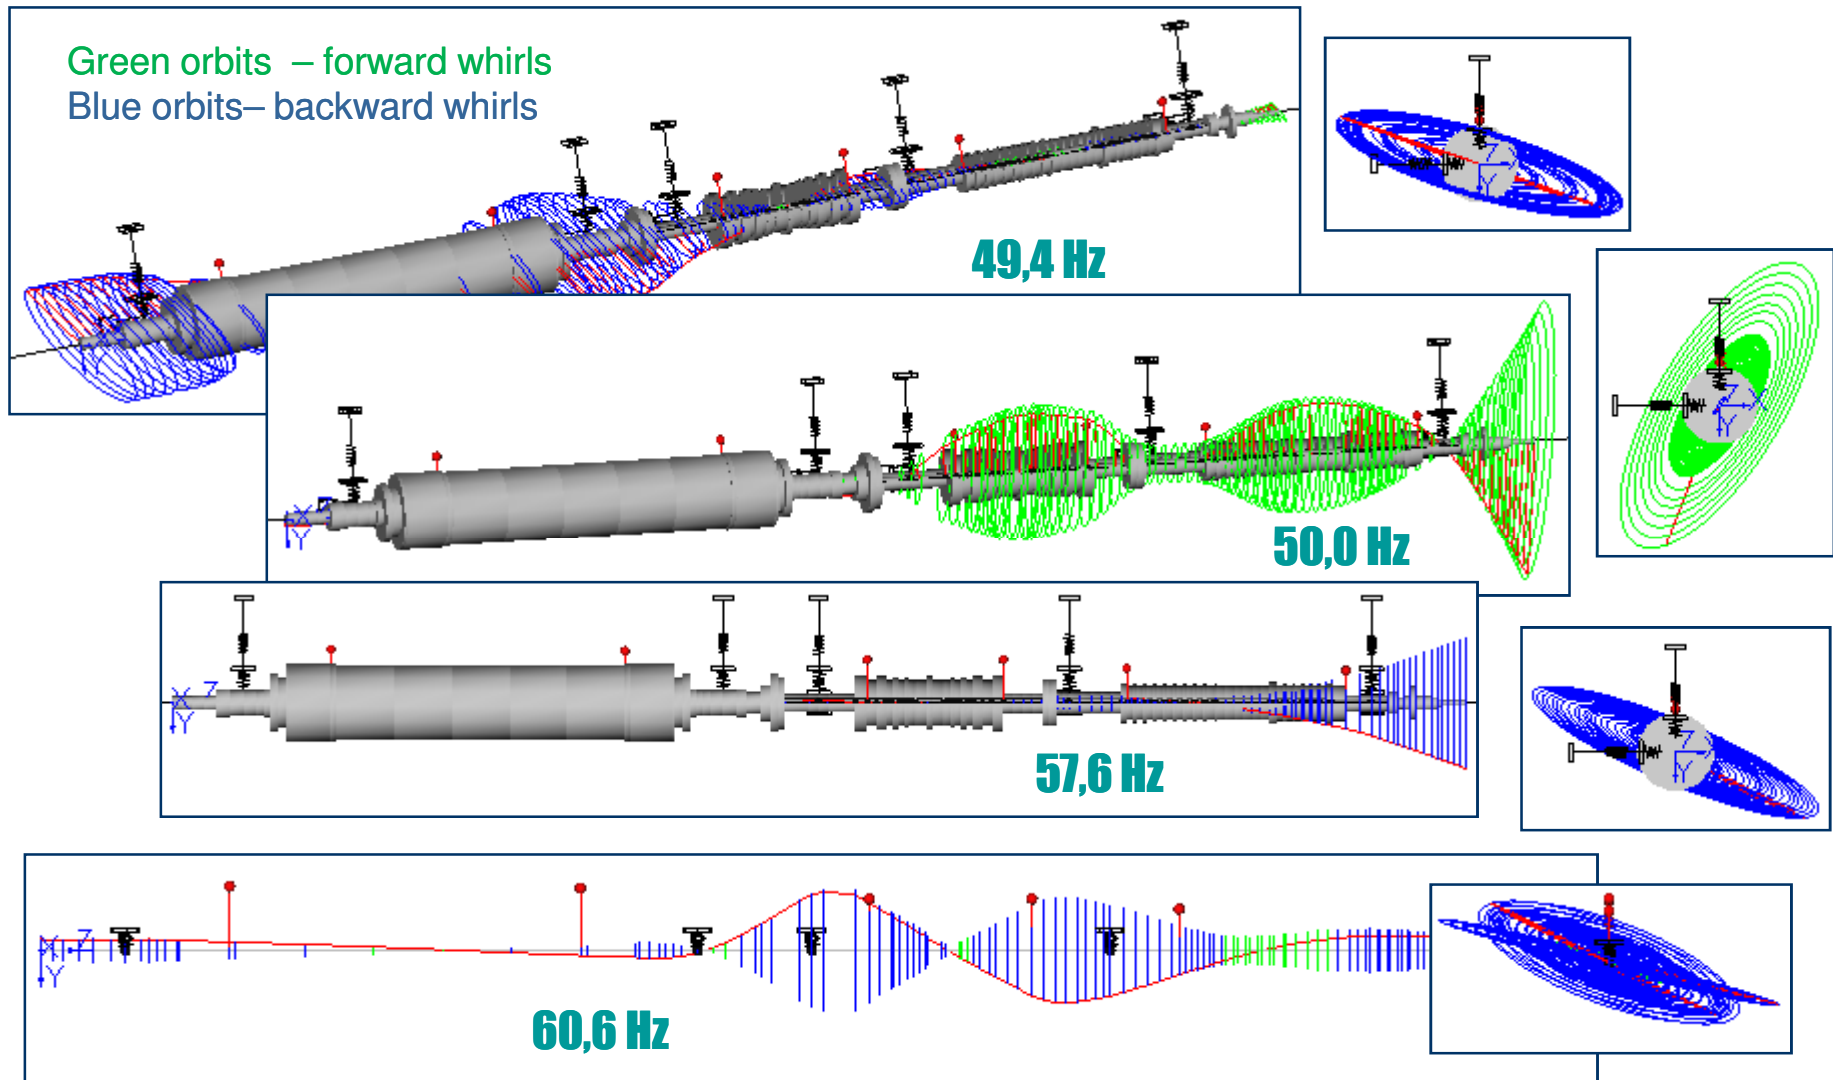 Green orbits – forward whirls
Blue orbits– backward whirls
49,4 Hz
Z
Y
50,0 Hz
X
Y
Z
X
Y
57,6 Hz
X Z
Y
Z
Y
60,6 Hz
X Z
Y